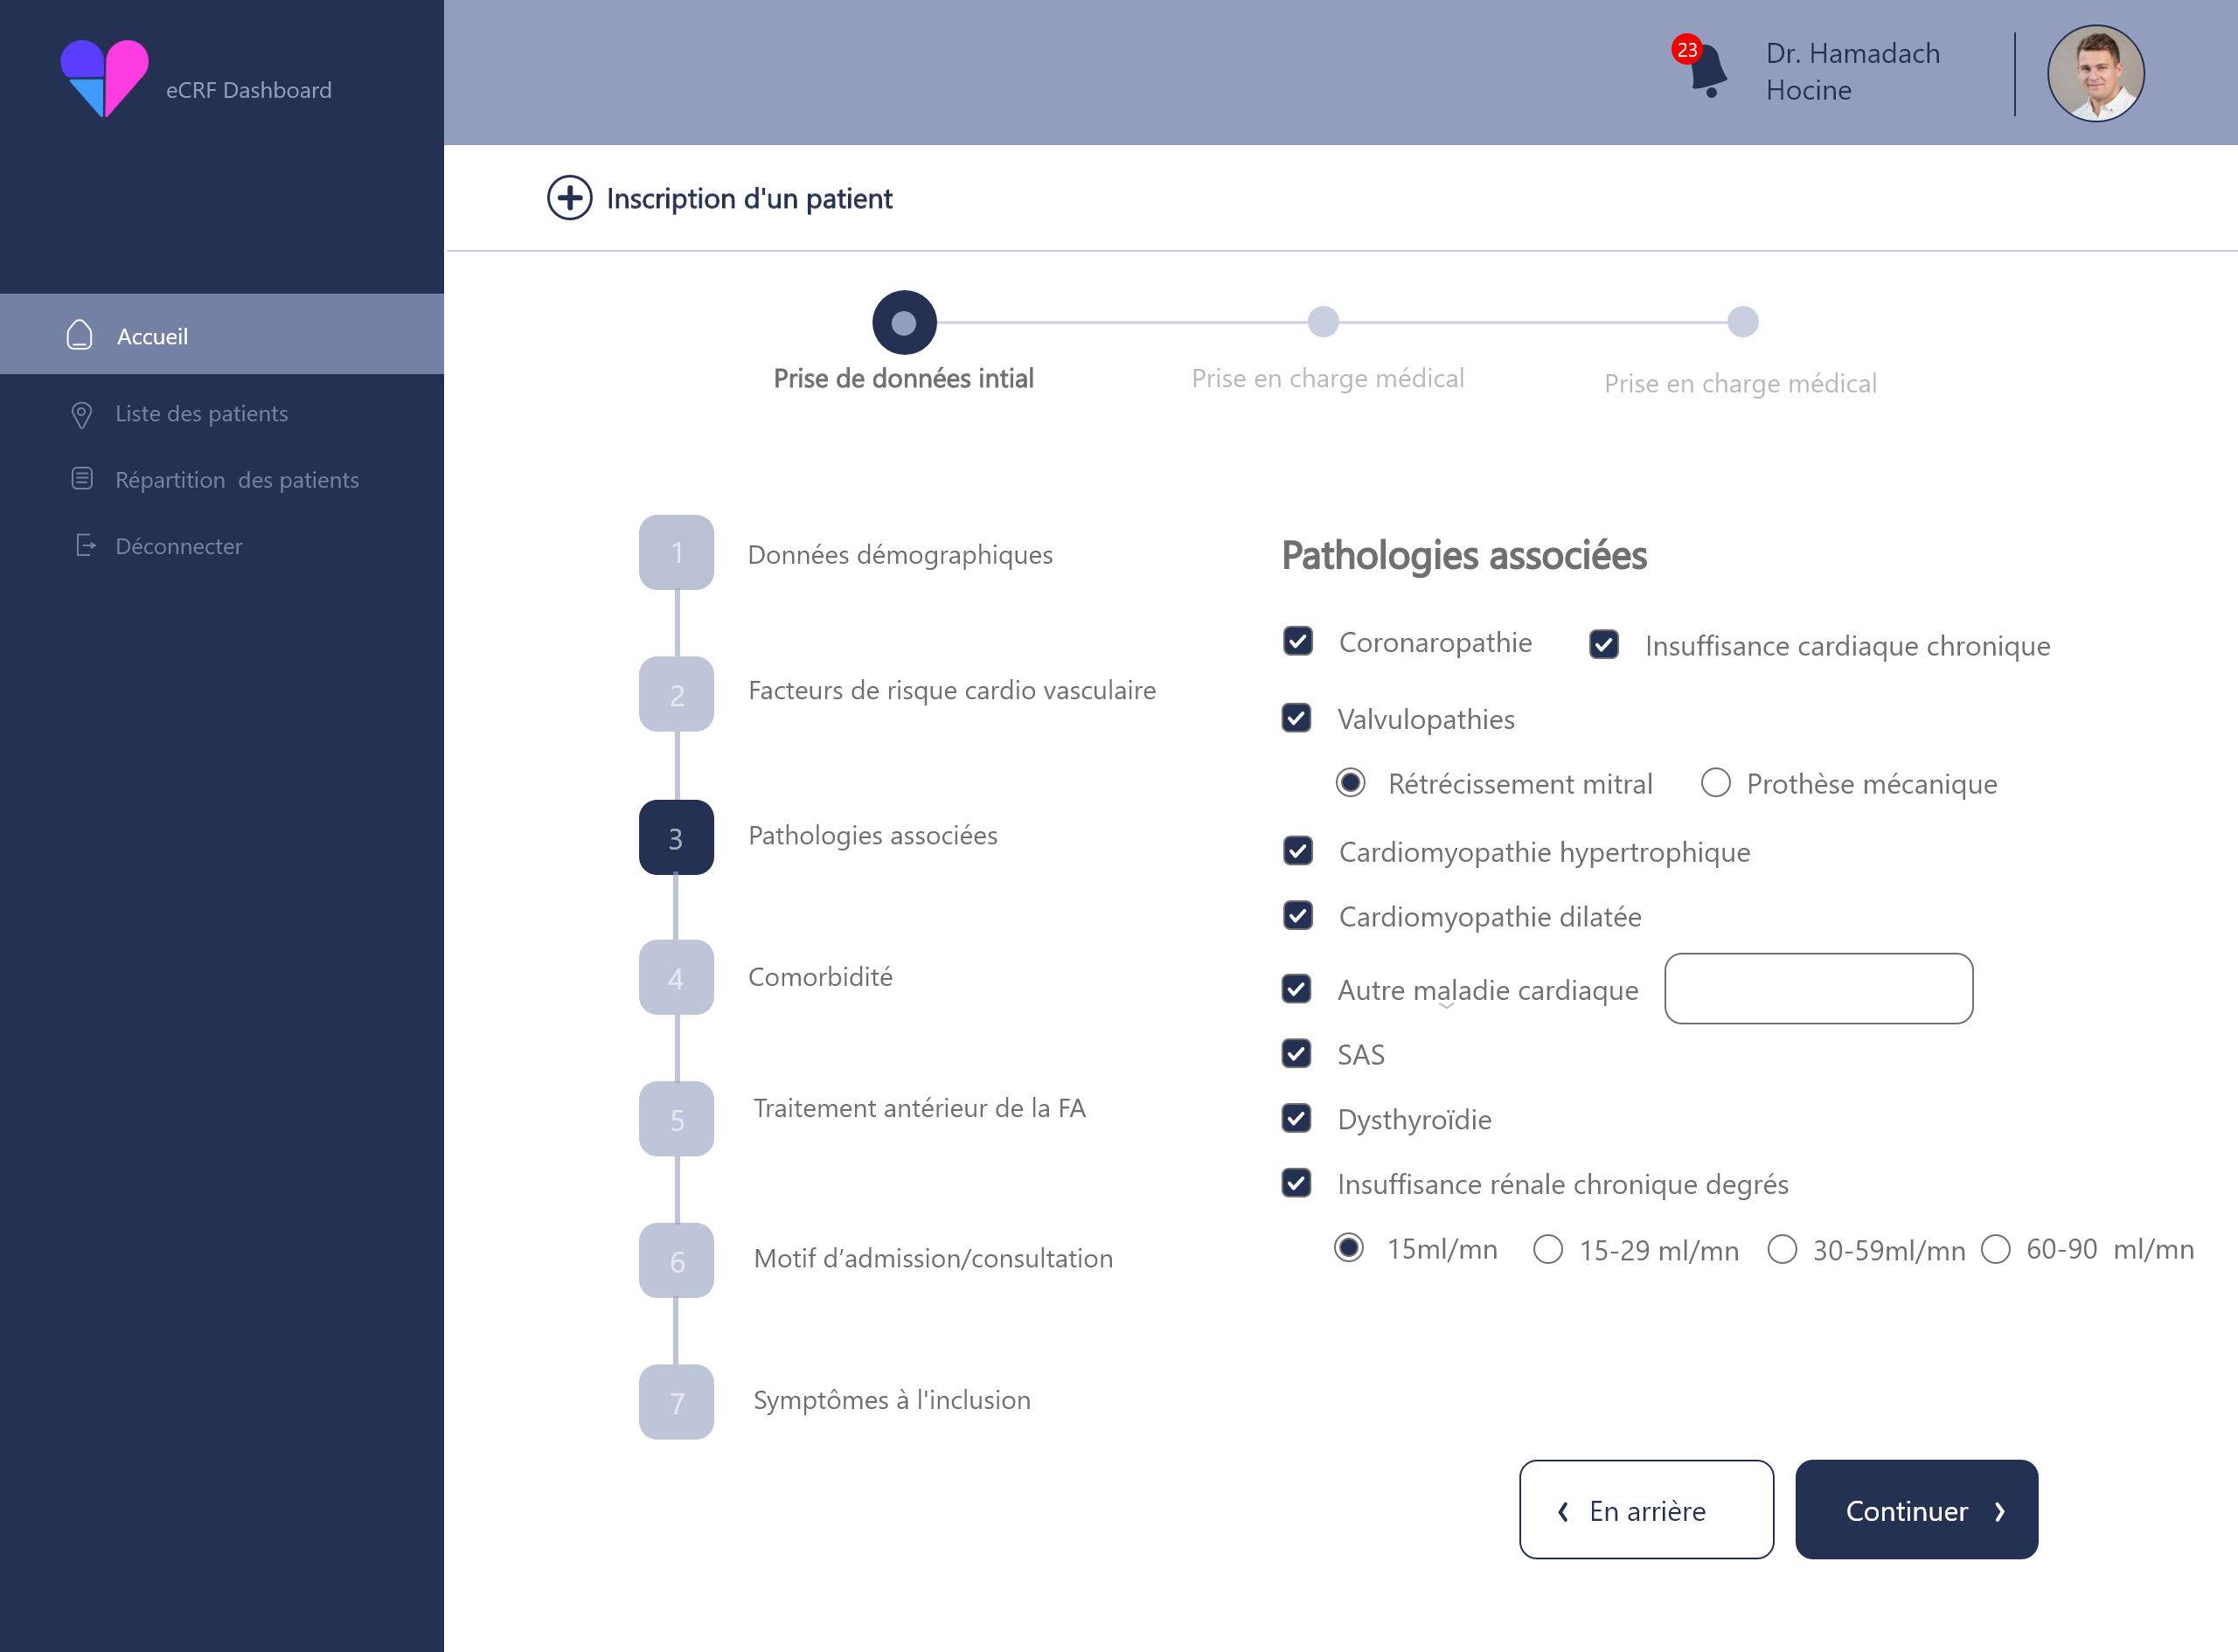 eCRF Dashboard
23
Dr. Hamadach
Hocine
Inscription d'un patient
Accueil
Liste des patients
Répartition  des patients
Déconnecter
Prise de données intial
Prise en charge médical
Prise en charge médical
1 Données démographiques
2 Facteurs de risque cardio vasculaire
3 Pathologies associées
4 Comorbidité
5 Traitement antérieur de la FA
6 Motif d’admission/consultation
7 Symptômes à l'inclusion
Pathologies associées
Coronaropathie Insuffisance cardiaque chronique
Valvulopathies
Rétrécissement mitral Prothèse mécanique
Cardiomyopathie hypertrophique
Cardiomyopathie dilatée
Autre maladie cardiaque
SAS
Dysthyroïdie
Insuffisance rénale chronique degrés
15ml/mn 15-29 ml/mn 30-59ml/mn 60-90  ml/mn
En arrière Continuer